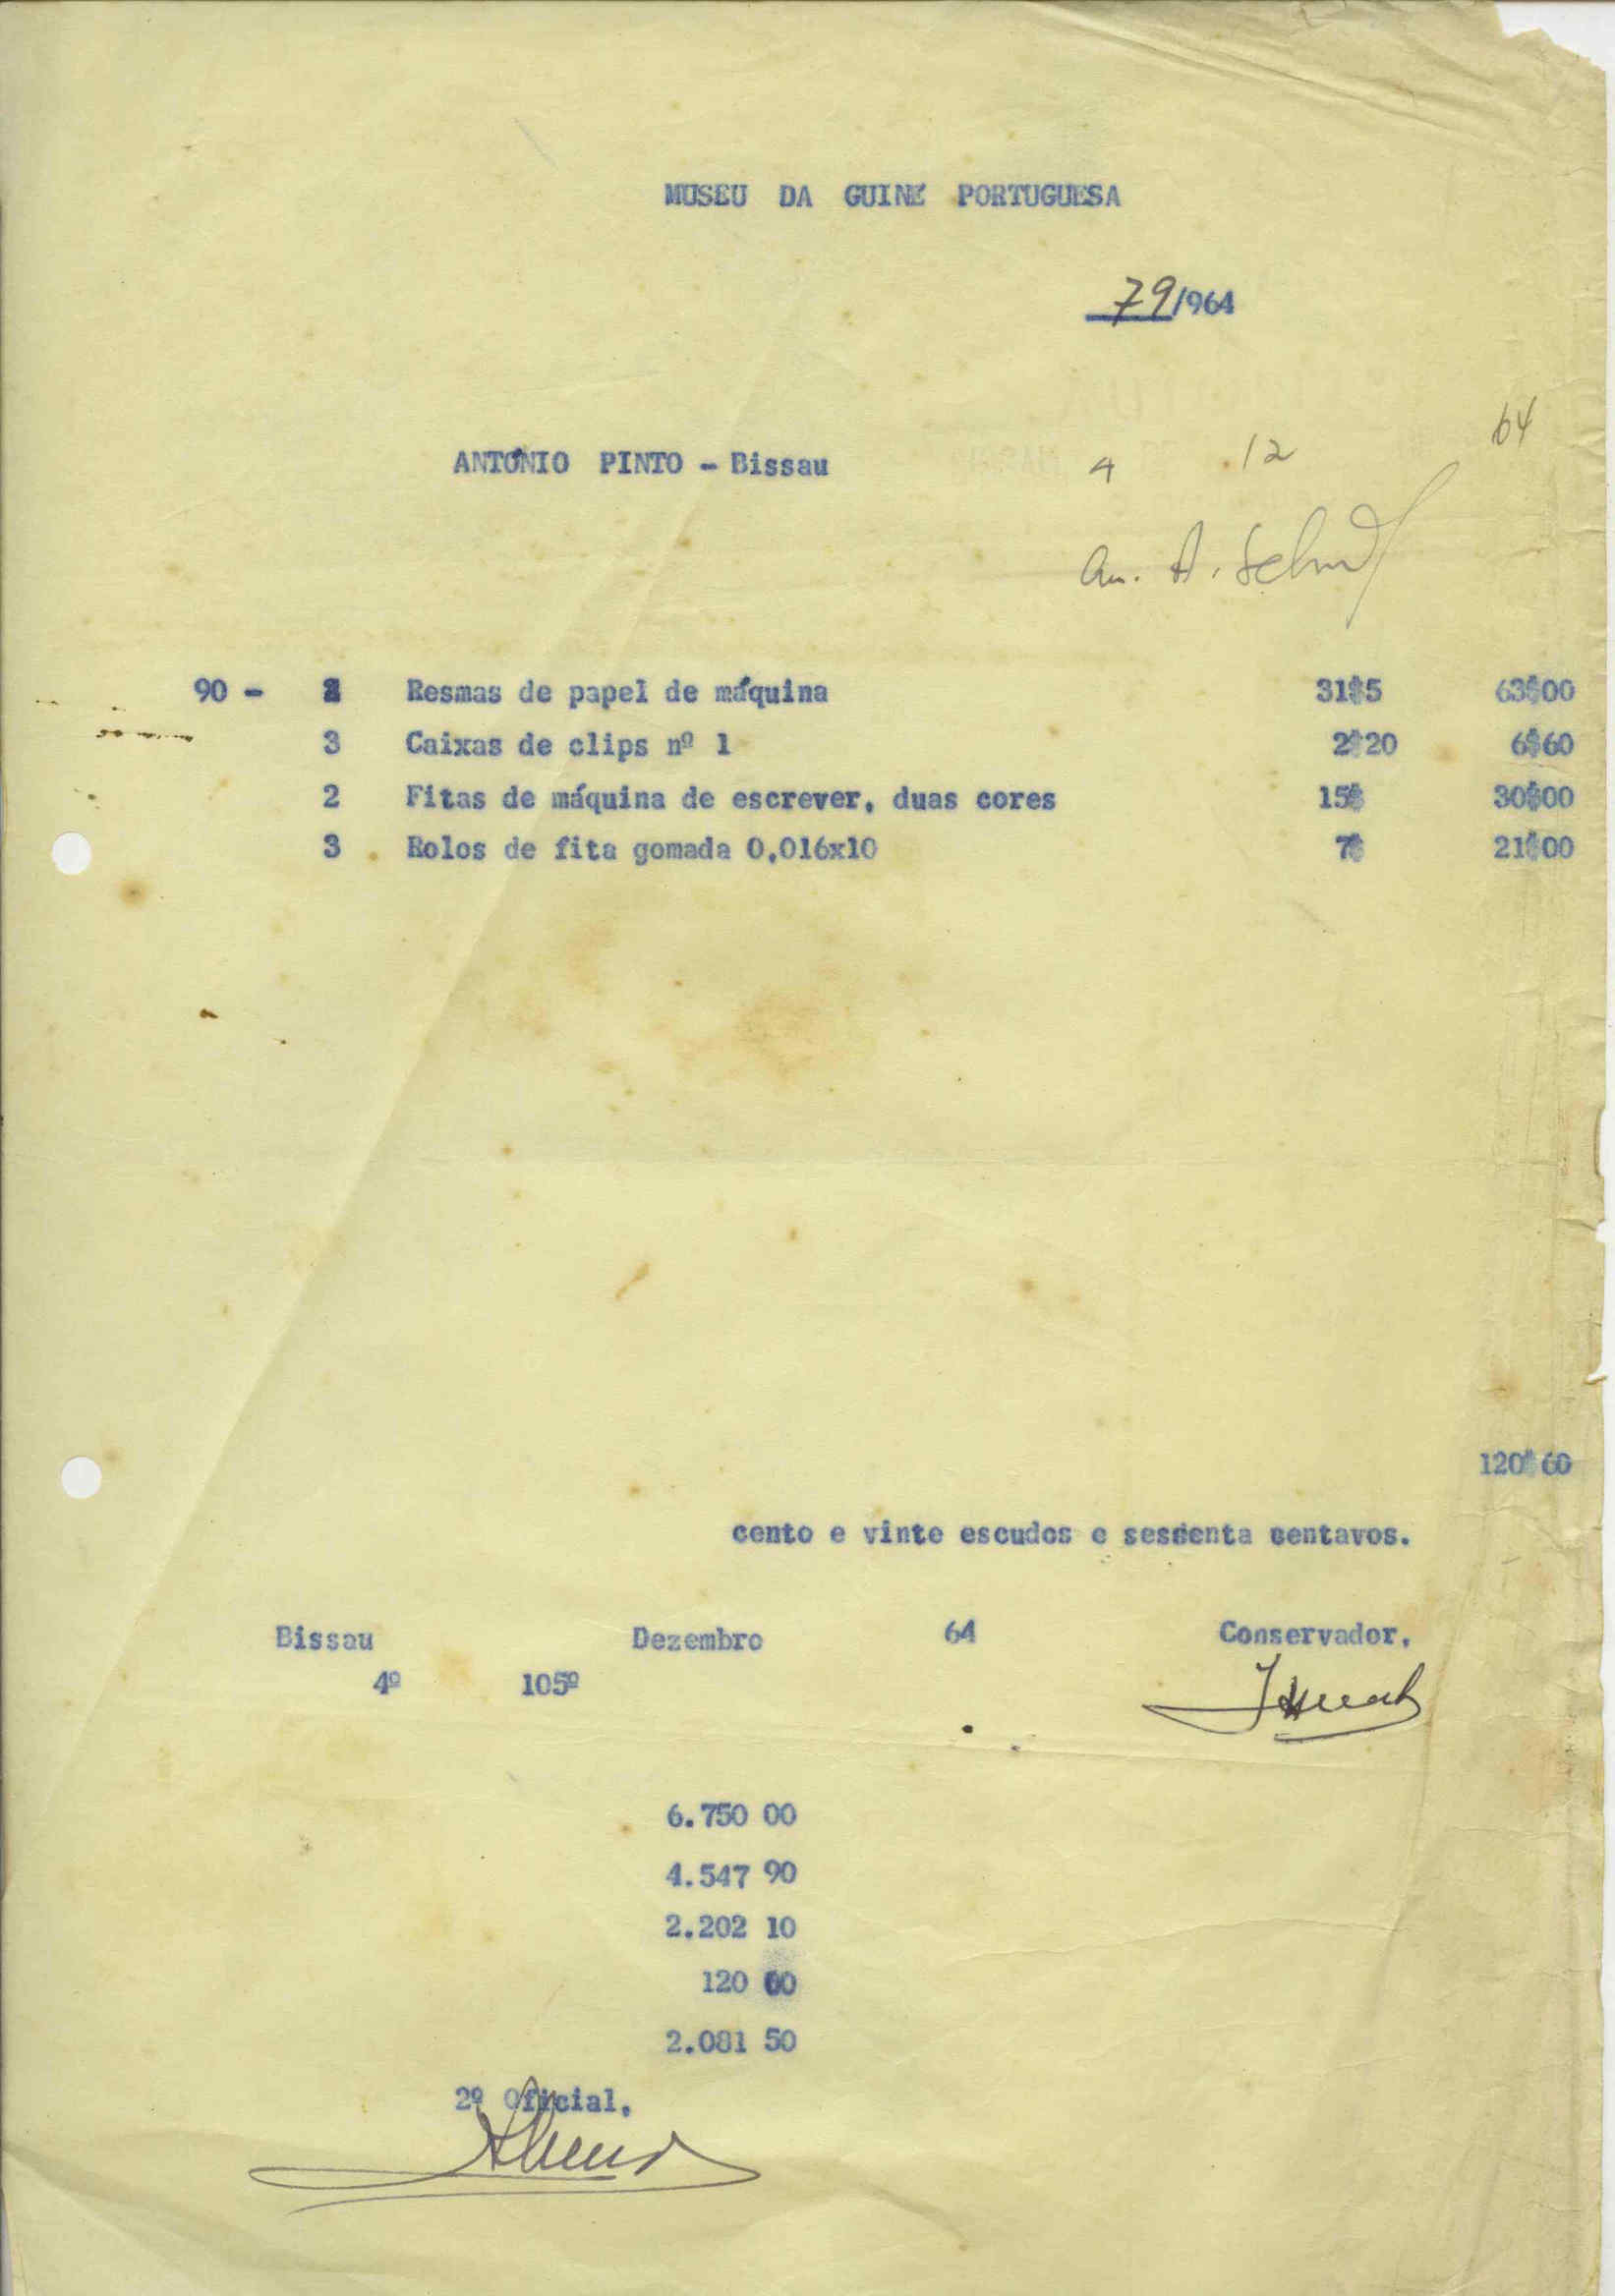 MUSEU DA GUINÉ PORTUGUESA
79/964
64
ANTÓNIO PINTO - Bissau 4 12
90 - 2 Resmas de papel de máquina 31$5 63$00
3 Caixas de clips nº 1 2$20 6$60
2 Fitas de máquina de escrever, duas cores 15$ 30$00
3 Rolos de fita gomada 0,016x10 7$ 21$00
120$60
cento e vinte escudos e sessenta centavos.
Bissau Dezembro 64 Conservador,
4º 105º
6.750 00
4.547 90
2.202 10
120 60
2.081 50
2º Oficial,